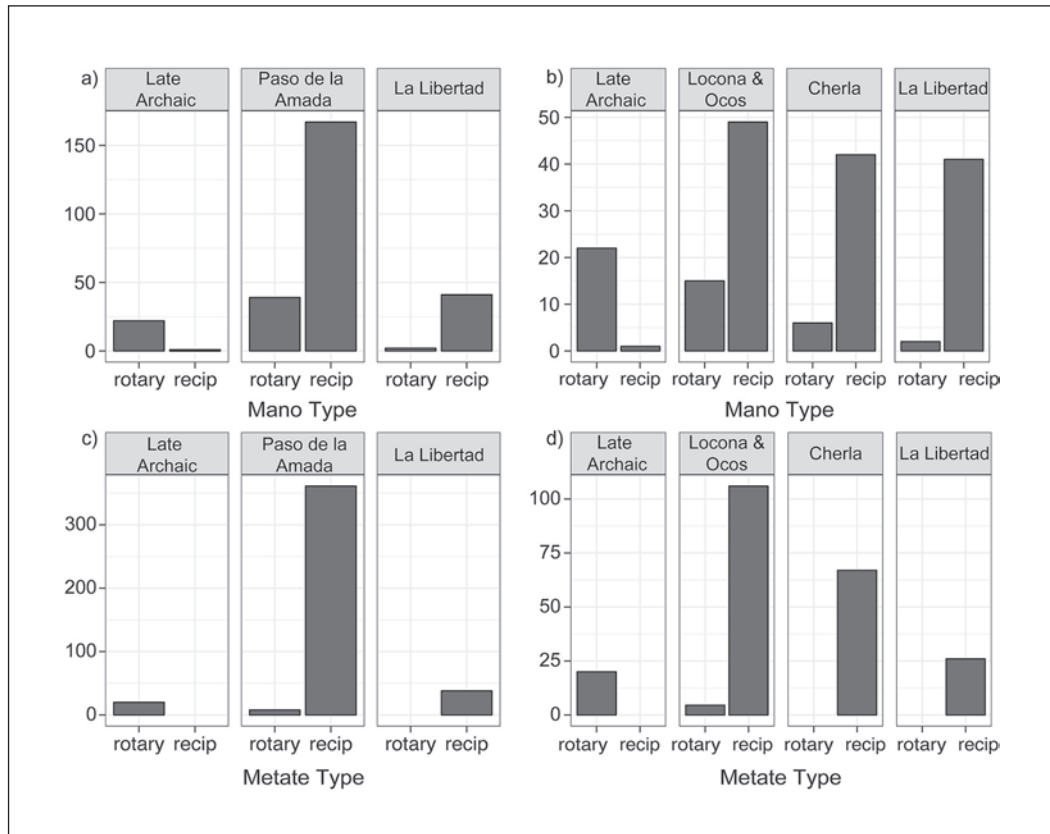 a)
Late
Archaic
Paso de la
Amada
La Libertad
150
100
50
0
rotary recip rotary recip rotary recip
Mano Type
b)
Late
Archaic
Locona &
Ocos
Cherla
La Libertad
50
40
30
20
10
0
rotary recip rotary recip rotary recip rotary recip
Mano Type
c)
Late
Archaic
Paso de la
Amada
La Libertad
300
200
100
0
rotary recip rotary recip rotary recip
Metate Type
d)
Late
Archaic
Locona &
Ocos
Cherla
La Libertad
100
75
50
25
0
rotary recip rotary recip rotary recip rotary recip
Metate Type